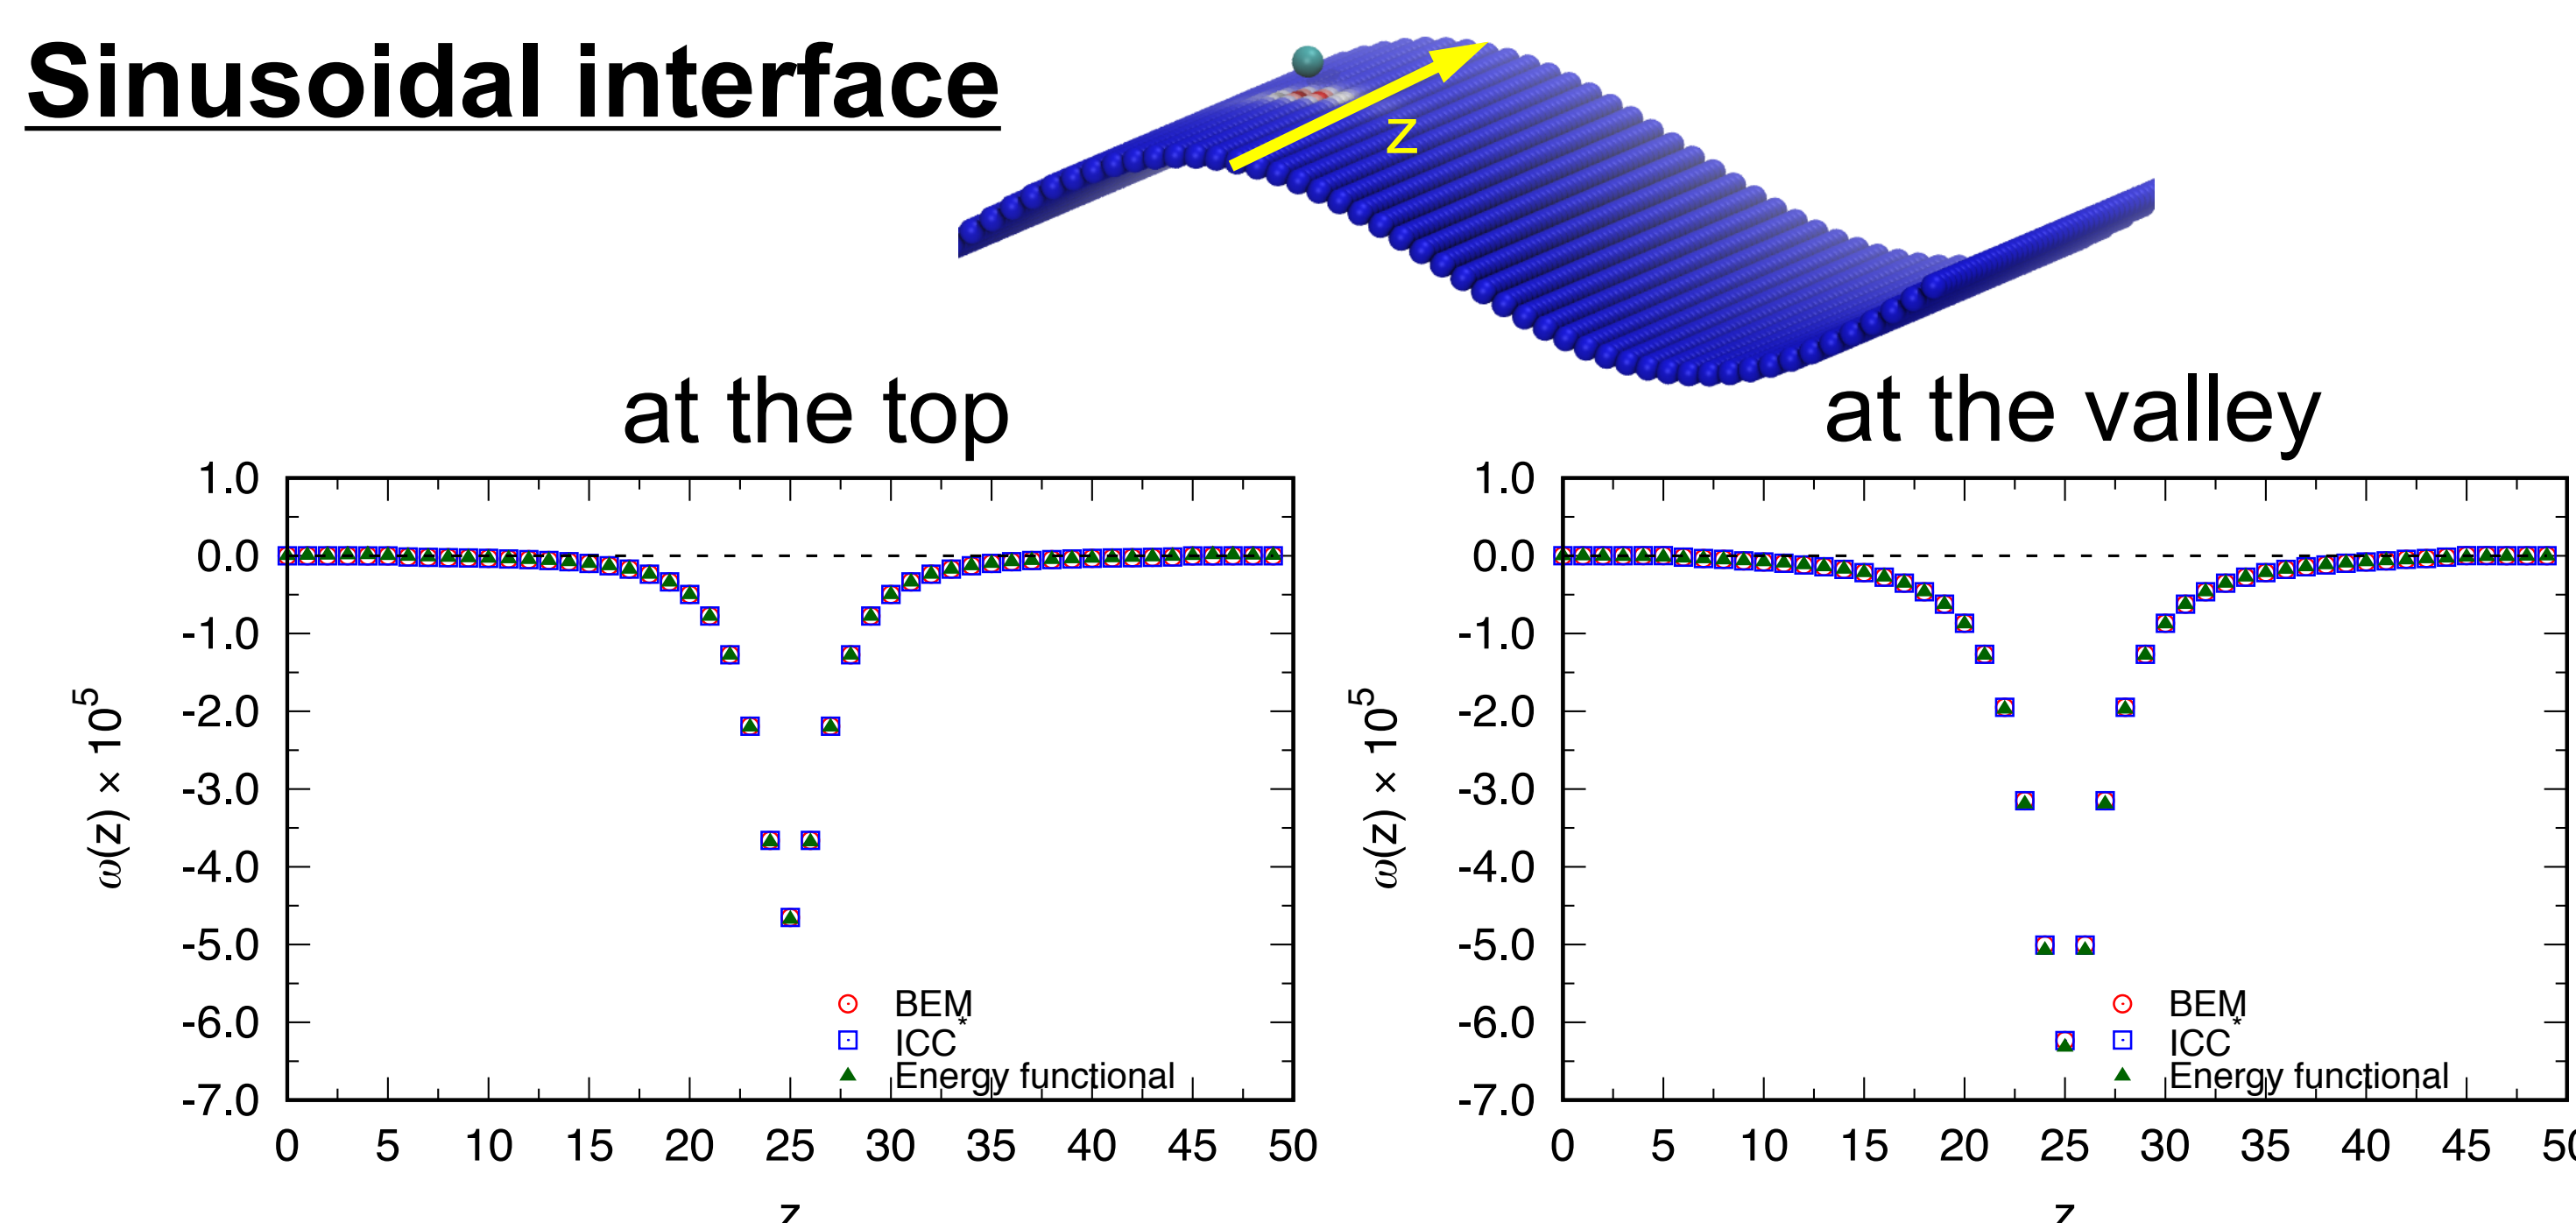 Sinusoidal interface
z
at the top
at the valley
1.0
0.0
-1.0
-2.0
-3.0
-4.0
-5.0
-6.0
-7.0
ω(z) × 10^5
BEM
ICC*
Energy functional
0 5 10 15 20 25 30 35 40 45 50
z
1.0
0.0
-1.0
-2.0
-3.0
-4.0
-5.0
-6.0
-7.0
ω(z) × 10^5
BEM
ICC*
Energy functional
0 5 10 15 20 25 30 35 40 45 50
z